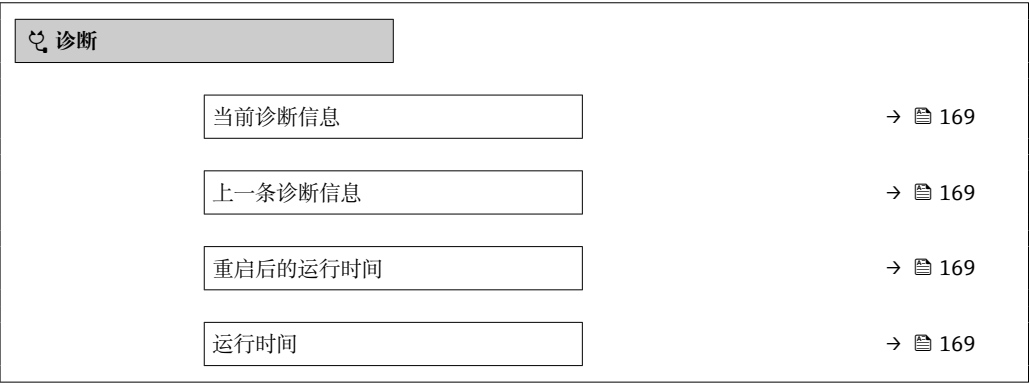 诊断
当前诊断信息 → 169
上一条诊断信息 → 169
重启后的运行时间 → 169
运行时间 → 169